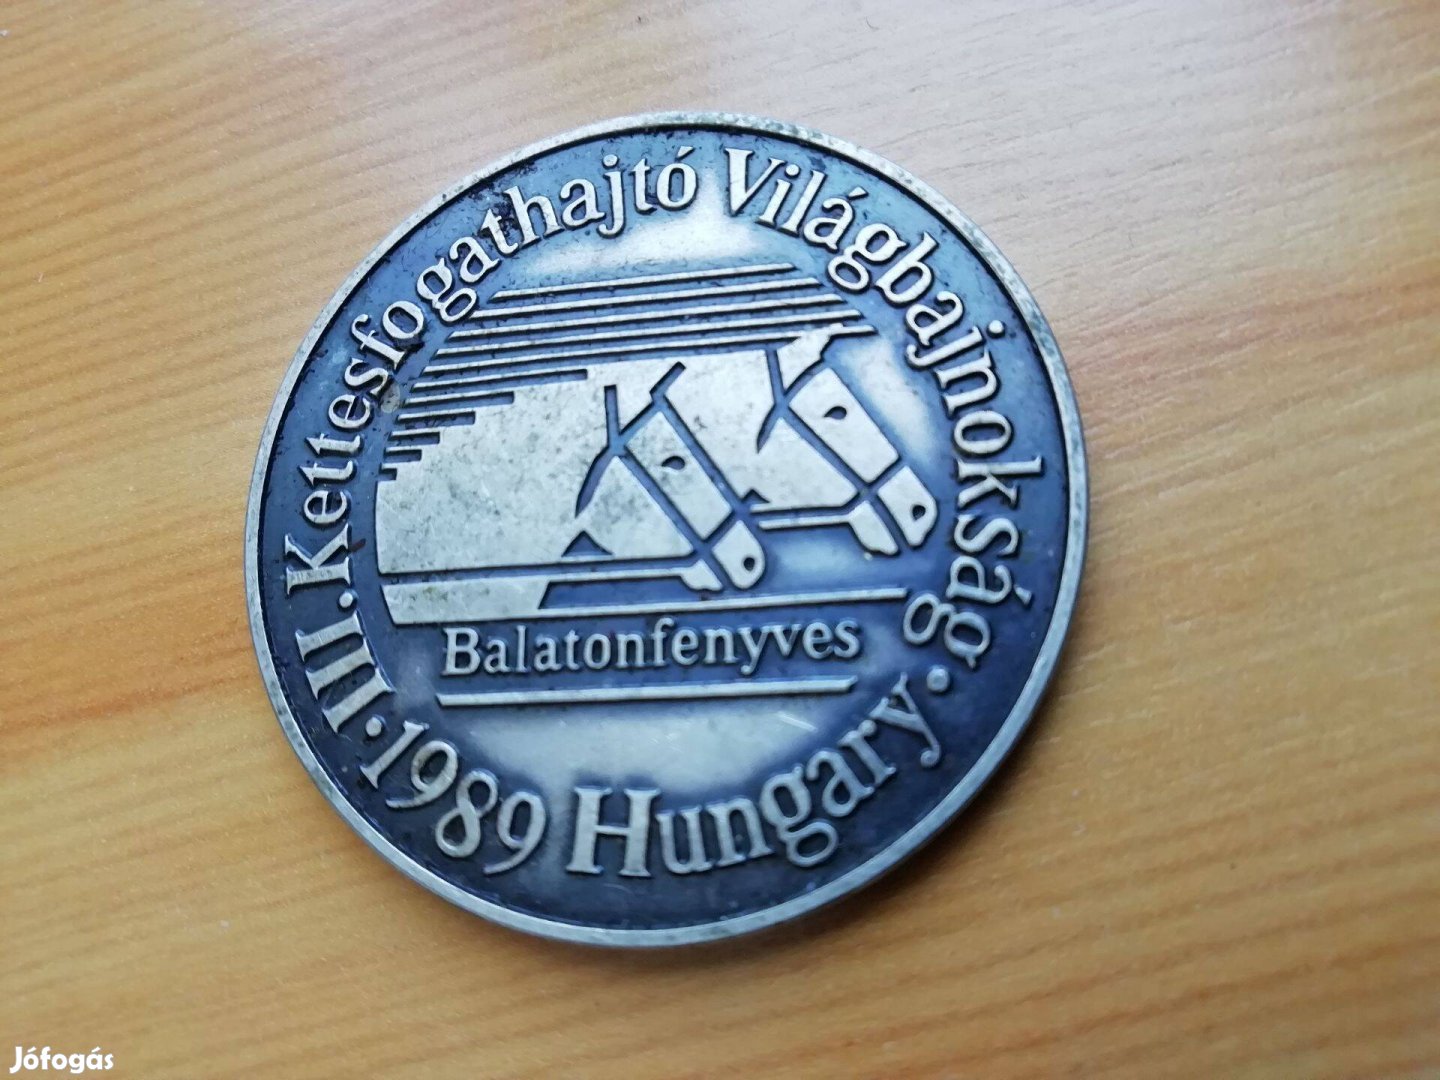 III. Kettesfogathajtó Világbajnokság
Balatonfenyves
• 1989 Hungary •
Jófogás